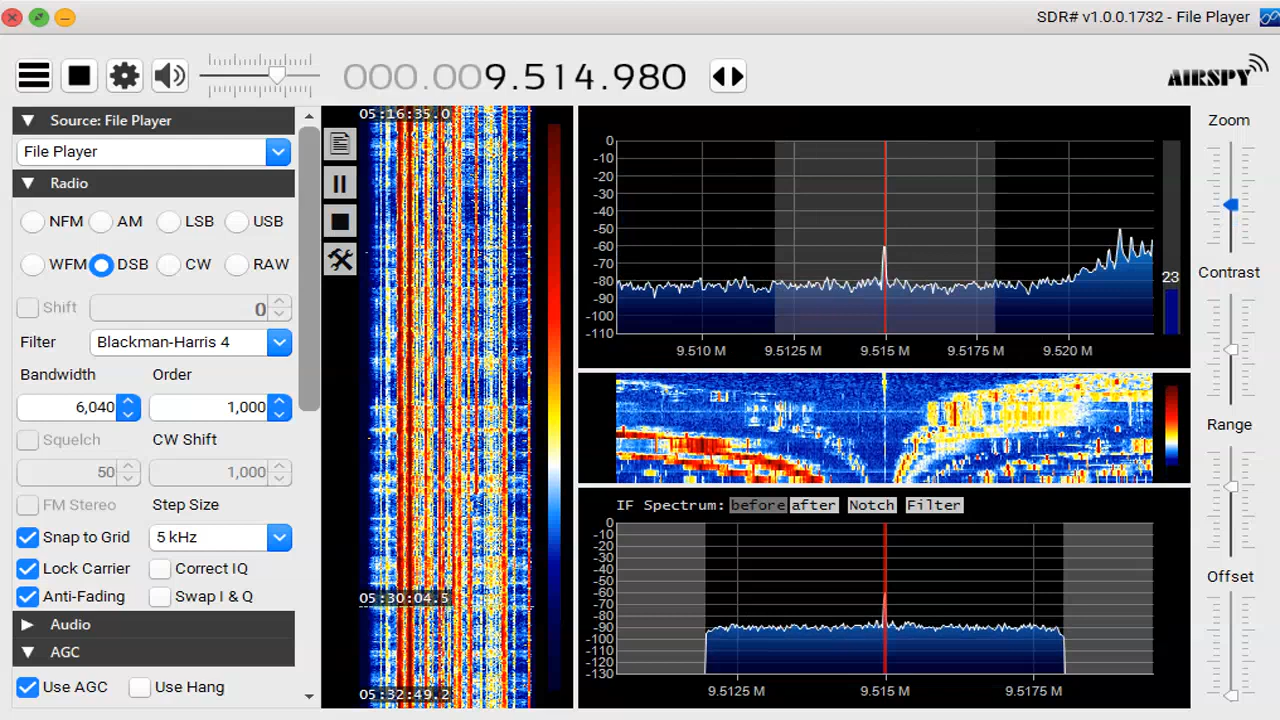 SDR# v1.0.0.1732 - File Player
000.009.514.980
AIRSPY
Source: File Player
File Player
Radio
NFM AM LSB USB
WFM DSB CW RAW
Shift 0
Filter Blackman-Harris 4
Bandwidth Order
6,040 1,000
Squelch CW Shift
50 1,000
FM Stereo Step Size
Snap to Grid 5 kHz
Lock Carrier Correct IQ
Anti-Fading Swap I & Q
Audio
AGC
Use AGC Use Hang
05:16:35.0
05:30:04.5
05:32:49.2
0
-10
-20
-30
-40
-50
-60
-70
-80
-90
-100
-110
23
9.510 M 9.5125 M 9.515 M 9.5175 M 9.520 M
IF Spectrum: before after Notch Filter
0
-10
-20
-30
-40
-50
-60
-70
-80
-90
-100
-110
-120
-130
9.5125 M 9.515 M 9.5175 M
Zoom
Contrast
Range
Offset